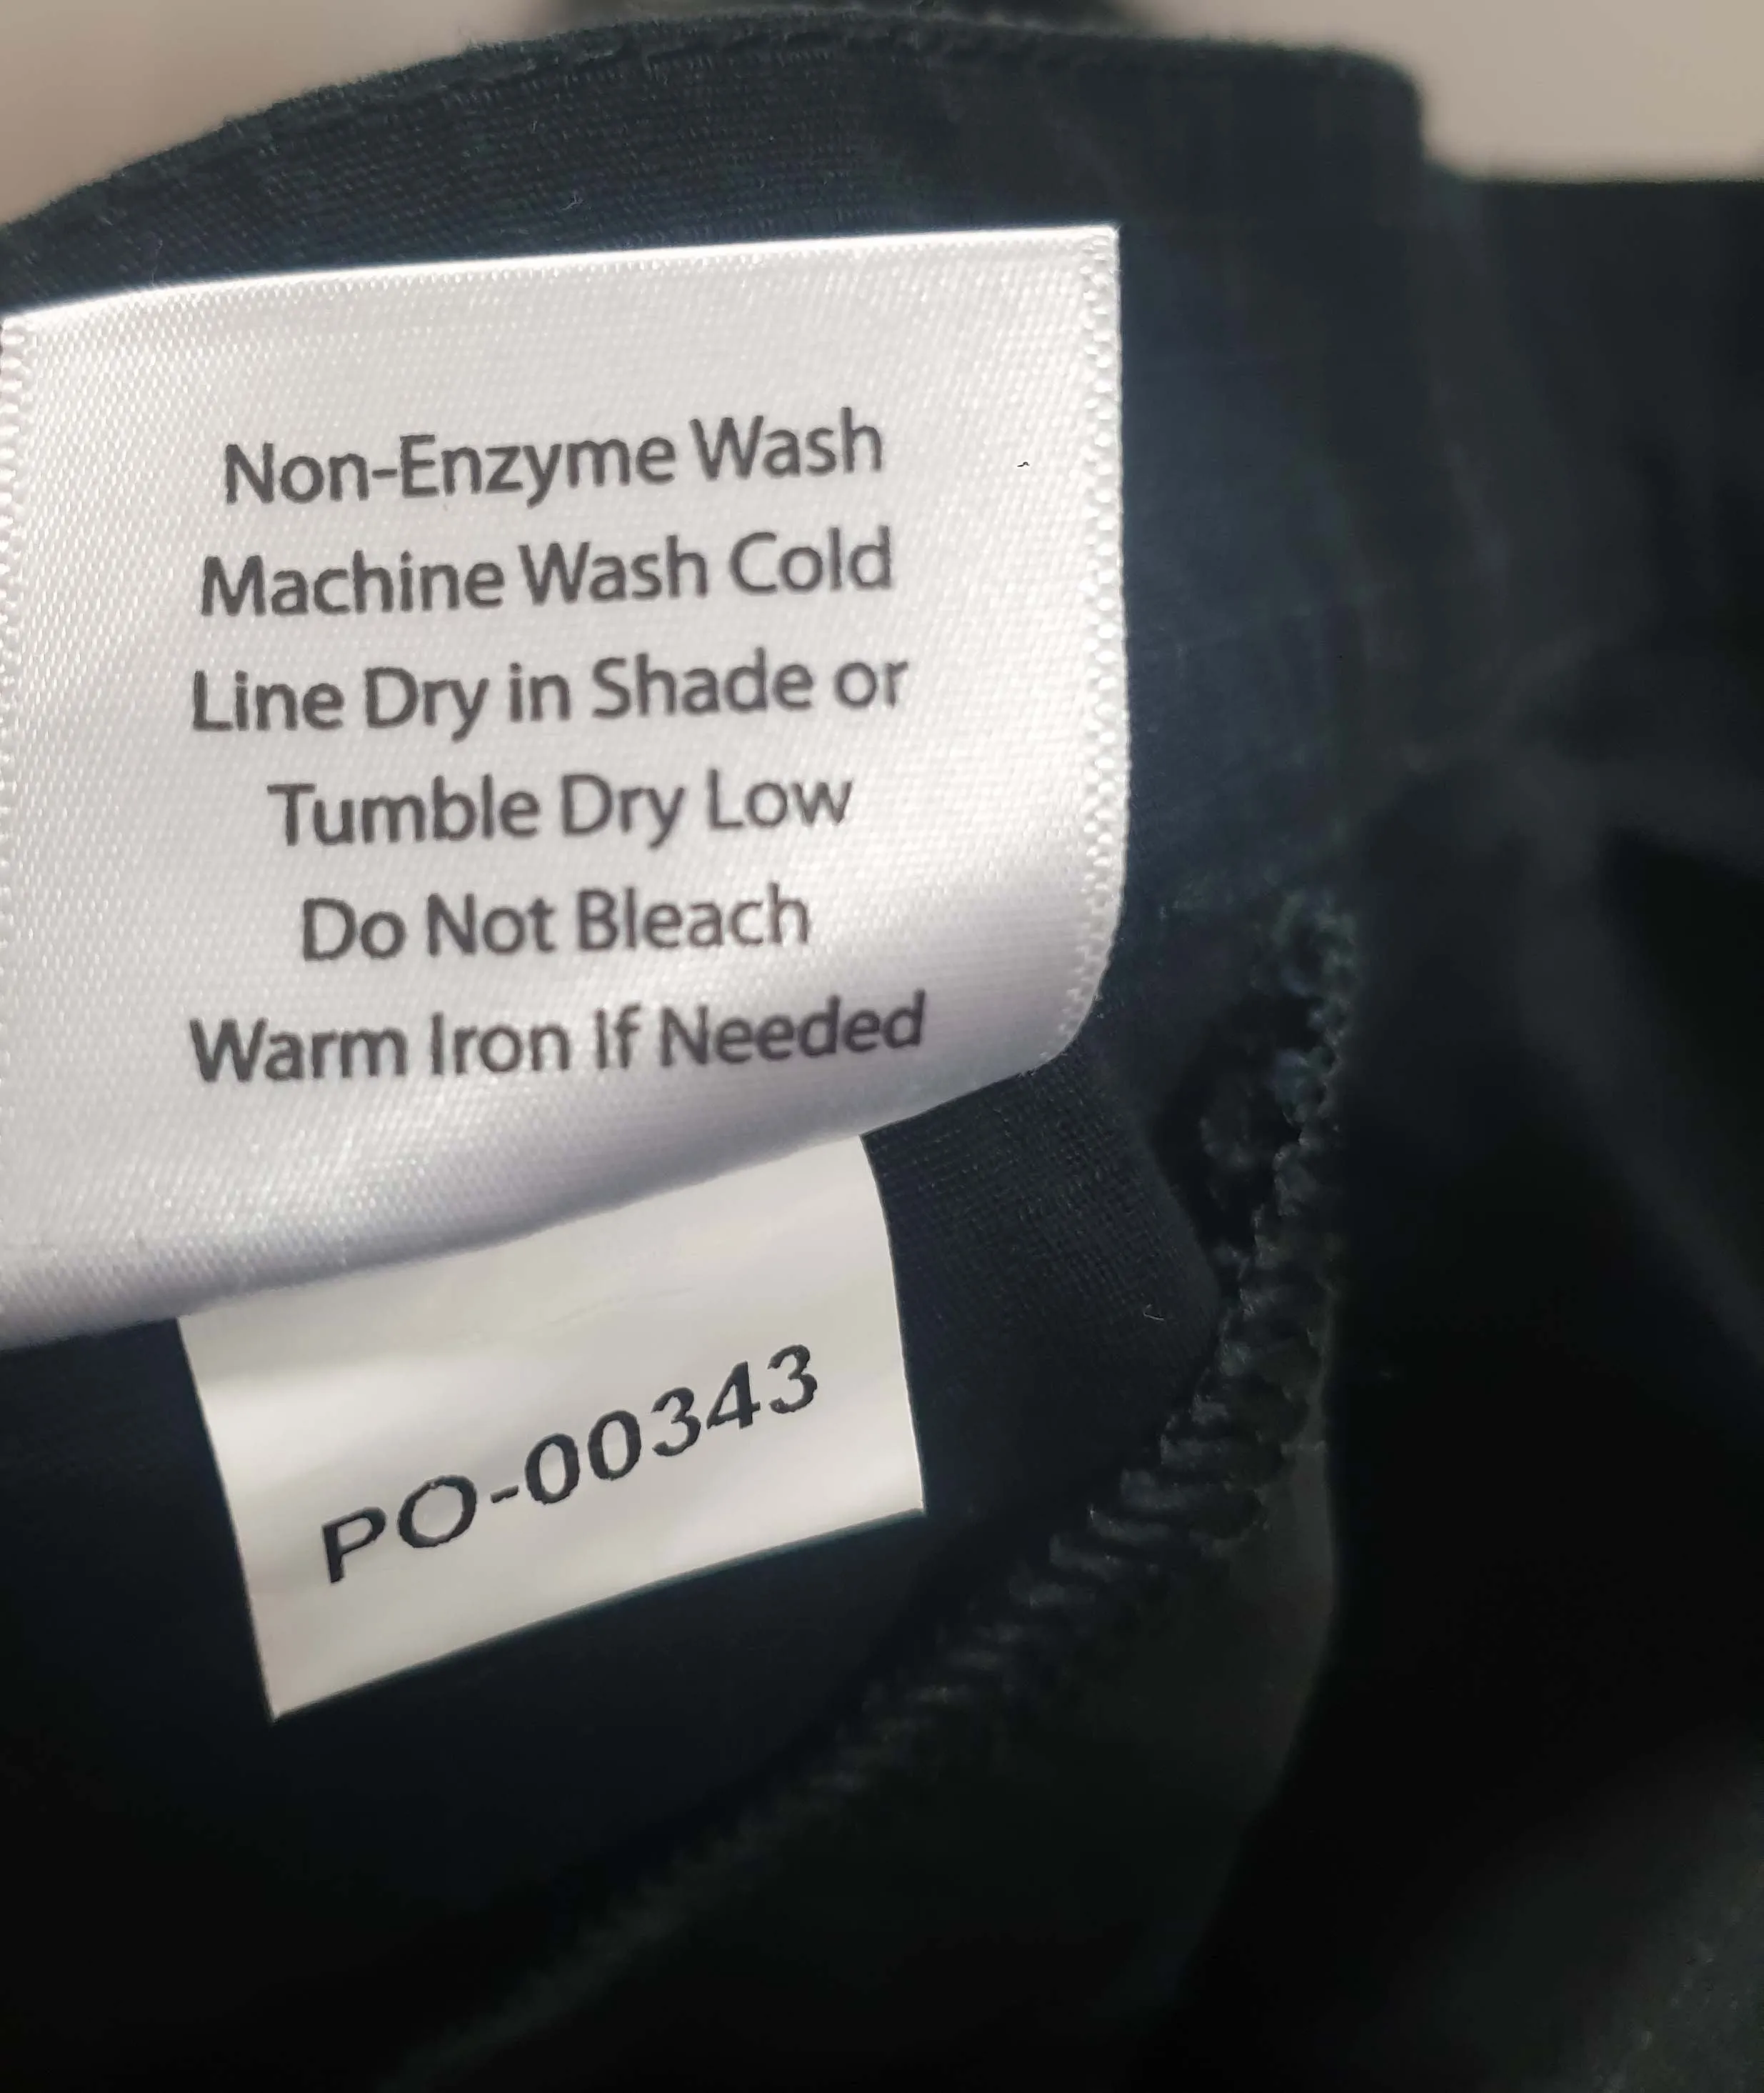 Non-Enzyme Wash
Machine Wash Cold
Line Dry in Shade or
Tumble Dry Low
Do Not Bleach
Warm Iron If Needed
PO-00343